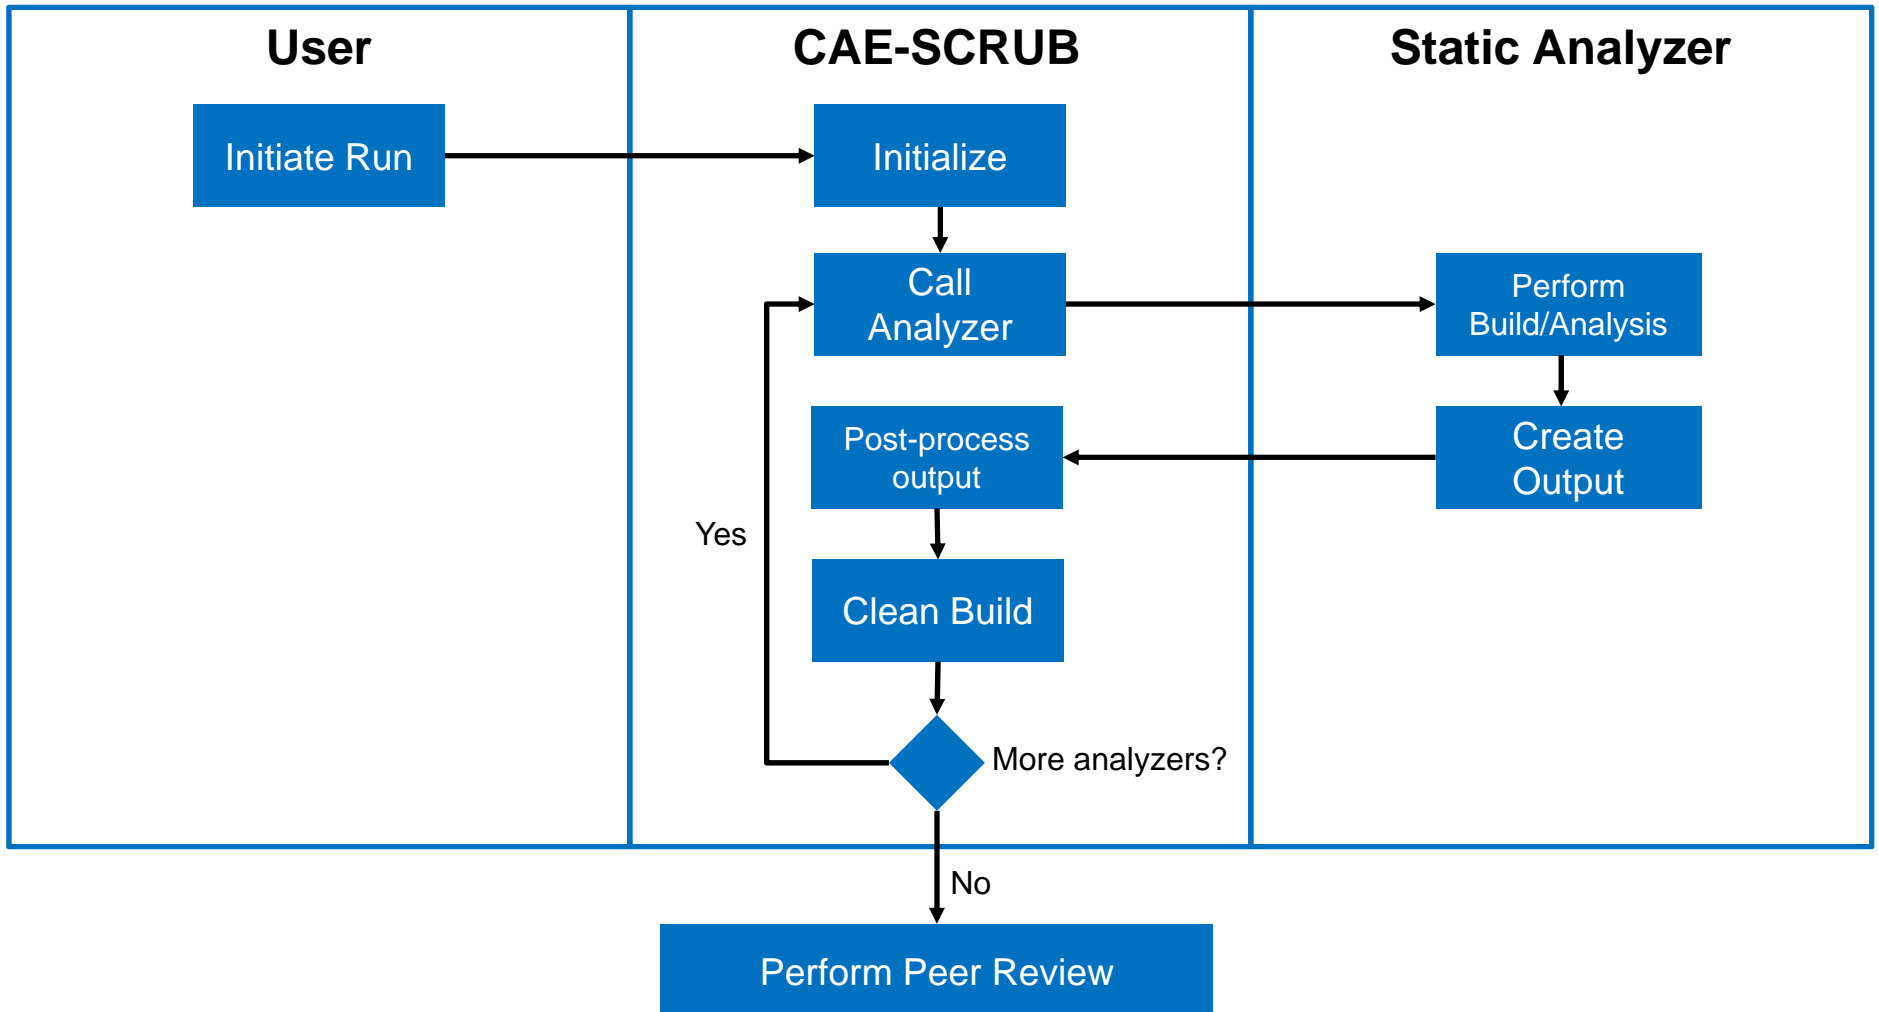 User
CAE-SCRUB
Static Analyzer
Initiate Run
Initialize
Call
Analyzer
Perform
Build/Analysis
Post-process
output
Create
Output
Yes
Clean Build
More analyzers?
No
Perform Peer Review